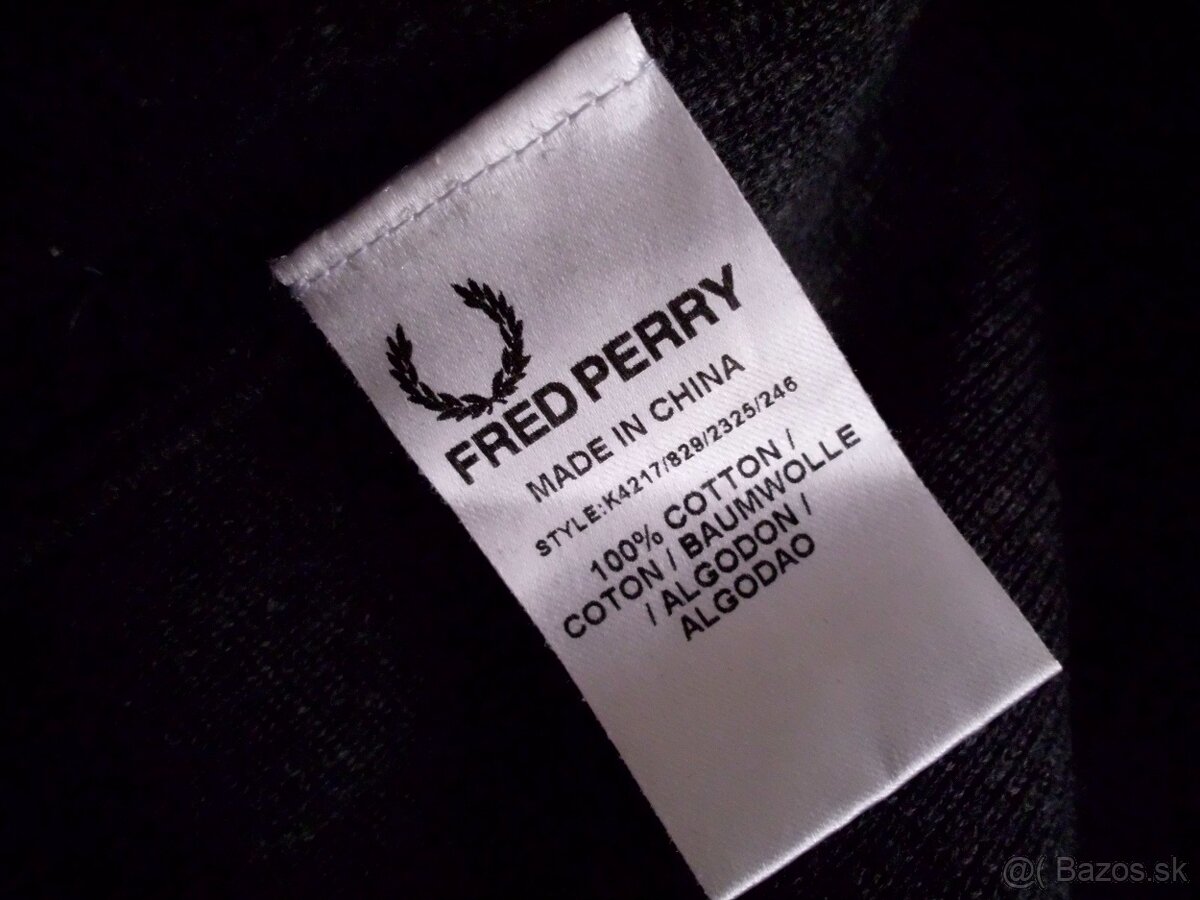 FRED PERRY
MADE IN CHINA
STYLE:K4217/829/2325/246
100% COTTON /
COTON / BAUMWOLLE
/ ALGODON /
ALGODAO
@( Bazos.sk